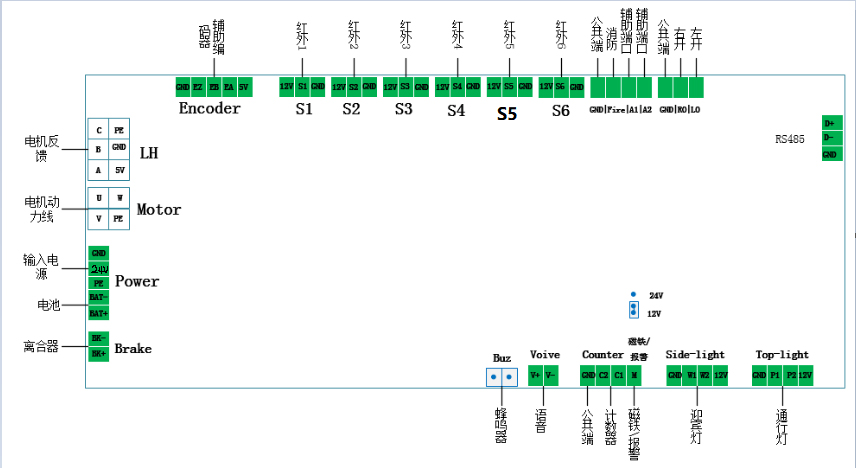 辅助编
码器
红外1
红外2
红外3
红外4
红外5
红外6
公共端
消防
辅助端口
辅助端口
公共端
右开
左开
GND EZ EB EA 5V
12V S1 GND
12V S2 GND
12V S3 GND
12V S4 GND
12V S5 GND
12V S6 GND
Encoder
S1
S2
S3
S4
S5
S6
GND|Fire|A1|A2
GND|RO|LO
D+
D-
GND
RS485
电机反
馈
C PE
B GND
A 5V
LH
电机动
力线
U W
V PE
Motor
输入电
源
GND
24V
PE
BAT-
BAT+
Power
电池
离合器
BK-
BK+
Brake
24V
12V
磁铁/
报警
Buz
Voive
Counter
Side-light
Top-light
V+ V-
GND C2 C1 M
GND W1 W2 12V
GND P1 P2 12V
蜂鸣器
语音
公共端
计数器
磁铁/报警
迎宾灯
通行灯